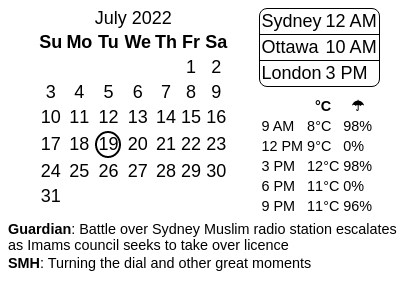 July 2022
Su Mo Tu We Th Fr Sa
1 2
3 4 5 6 7 8 9
10 11 12 13 14 15 16
17 18 19 20 21 22 23
24 25 26 27 28 29 30
31
Sydney 12 AM
Ottawa 10 AM
London 3 PM
°C ☂
9 AM 8°C 98%
12 PM 9°C 0%
3 PM 12°C 98%
6 PM 11°C 0%
9 PM 11°C 96%
Guardian: Battle over Sydney Muslim radio station escalates
as Imams council seeks to take over licence
SMH: Turning the dial and other great moments